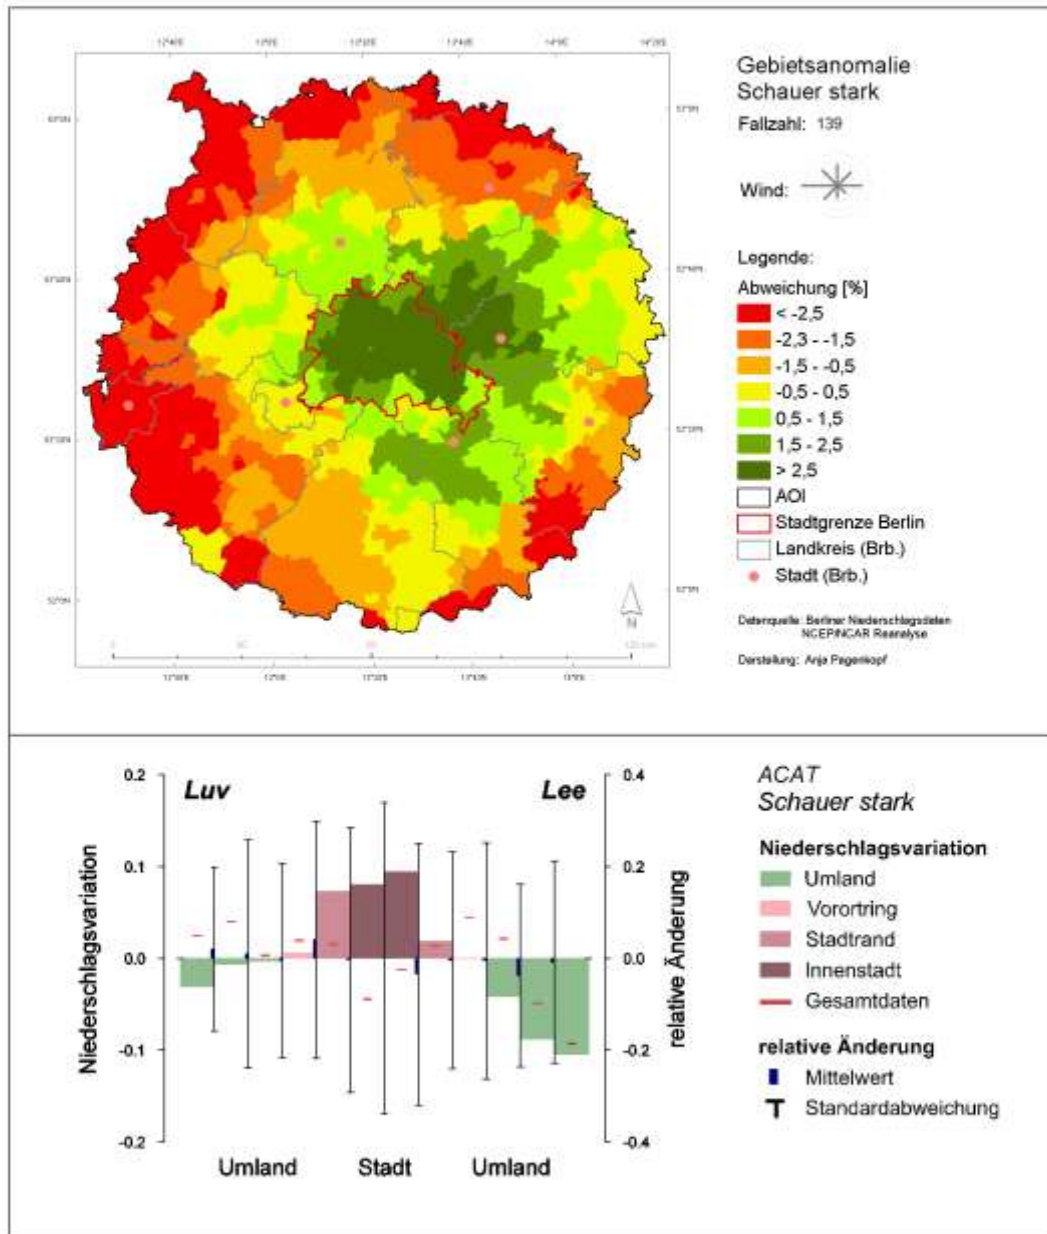 Gebietsanomalie
Schauer stark
Fallzahl: 139
Wind:
Legende:
Abweichung [%]
< -2,5
-2,3 - -1,5
-1,5 - -0,5
-0,5 - 0,5
0,5 - 1,5
1,5 - 2,5
> 2,5
AOI
Stadtgrenze Berlin
Landkreis (Brb.)
Stadt (Brb.)
N
Datenquelle: Berliner Niederschlagsdaten
NCEP/NCAR Reanalyse
Darstellung: Anja Pagenkopf
Luv
Lee
Niederschlagsvariation
0.2
0.1
0.0
-0.1
-0.2
relative Änderung
0.4
0.2
0.0
-0.2
-0.4
Umland
Stadt
Umland
ACAT
Schauer stark
Niederschlagsvariation
Umland
Vorortring
Stadtrand
Innenstadt
Gesamtdaten
relative Änderung
Mittelwert
Standardabweichung